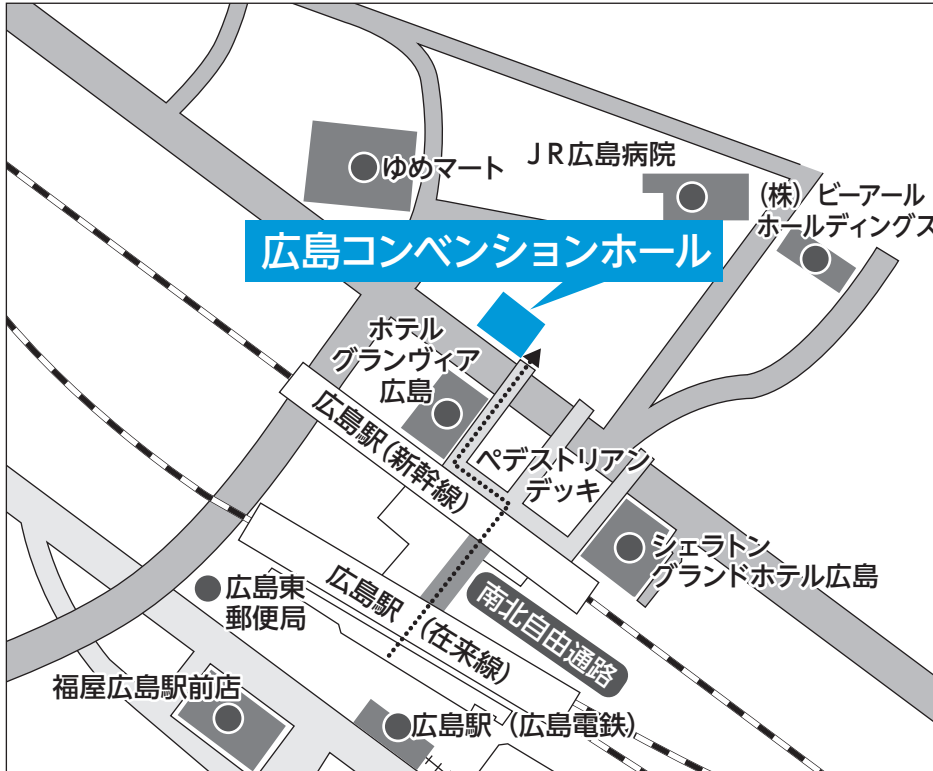 ゆめマート
ＪＲ広島病院
(株) ビーアール
ホールディングス
広島コンベンションホール
ホテル
グランヴィア
広島
広島駅(新幹線)
ペデストリアン
デッキ
シェラトン
グランドホテル広島
広島東
郵便局
広島駅 (在来線)
南北自由通路
福屋広島駅前店
広島駅 (広島電鉄)